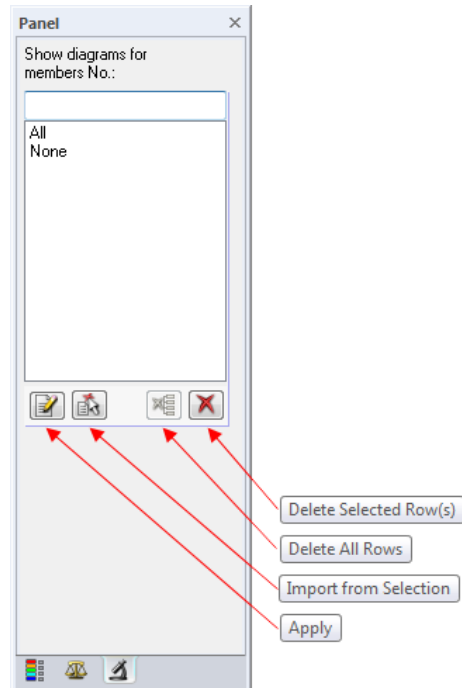 Panel
Show diagrams for
members No.:
All
None
Delete Selected Row(s)
Delete All Rows
Import from Selection
Apply